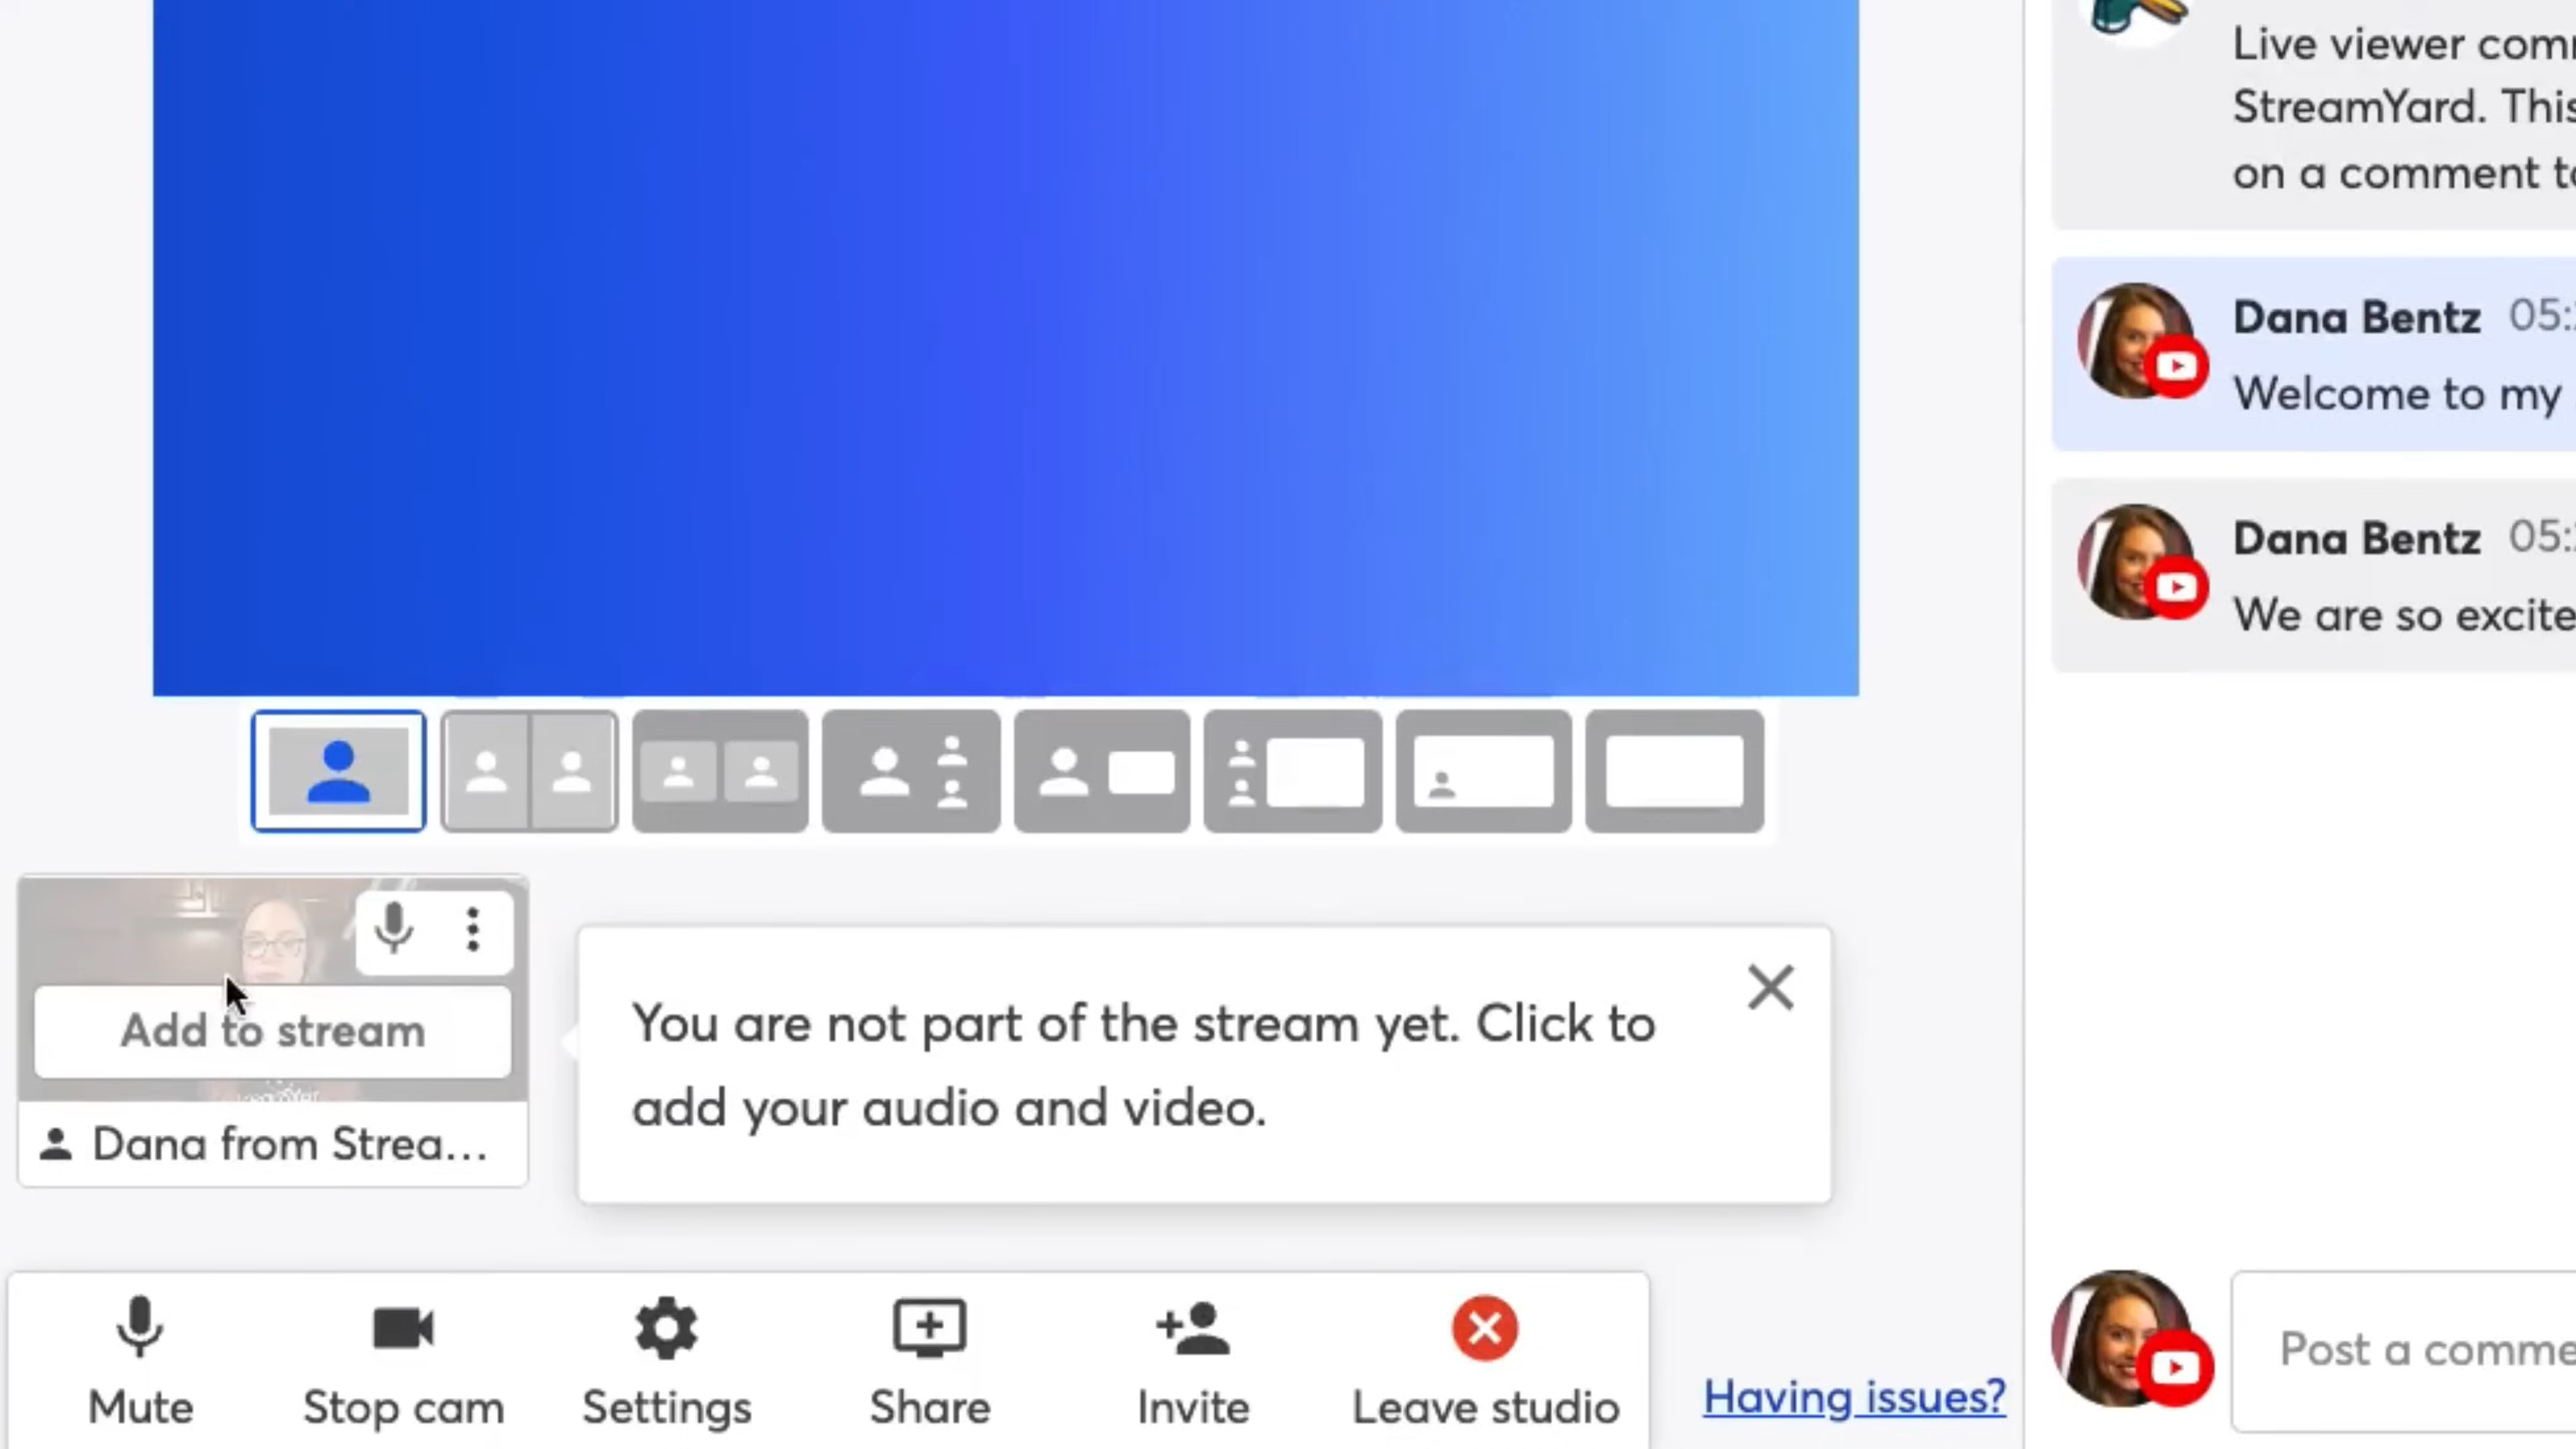 Live viewer com
StreamYard. This
on a comment to
Dana Bentz 05:
Welcome to my
Dana Bentz 05:
We are so excite
Add to stream
Dana from Strea...
You are not part of the stream yet. Click to
add your audio and video.
Mute
Stop cam
Settings
Share
Invite
Leave studio
Having issues?
Post a comme